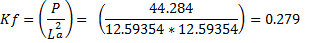 Kf = (P / L_a^2) = (44.284 / 12.59354 * 12.59354) = 0.279